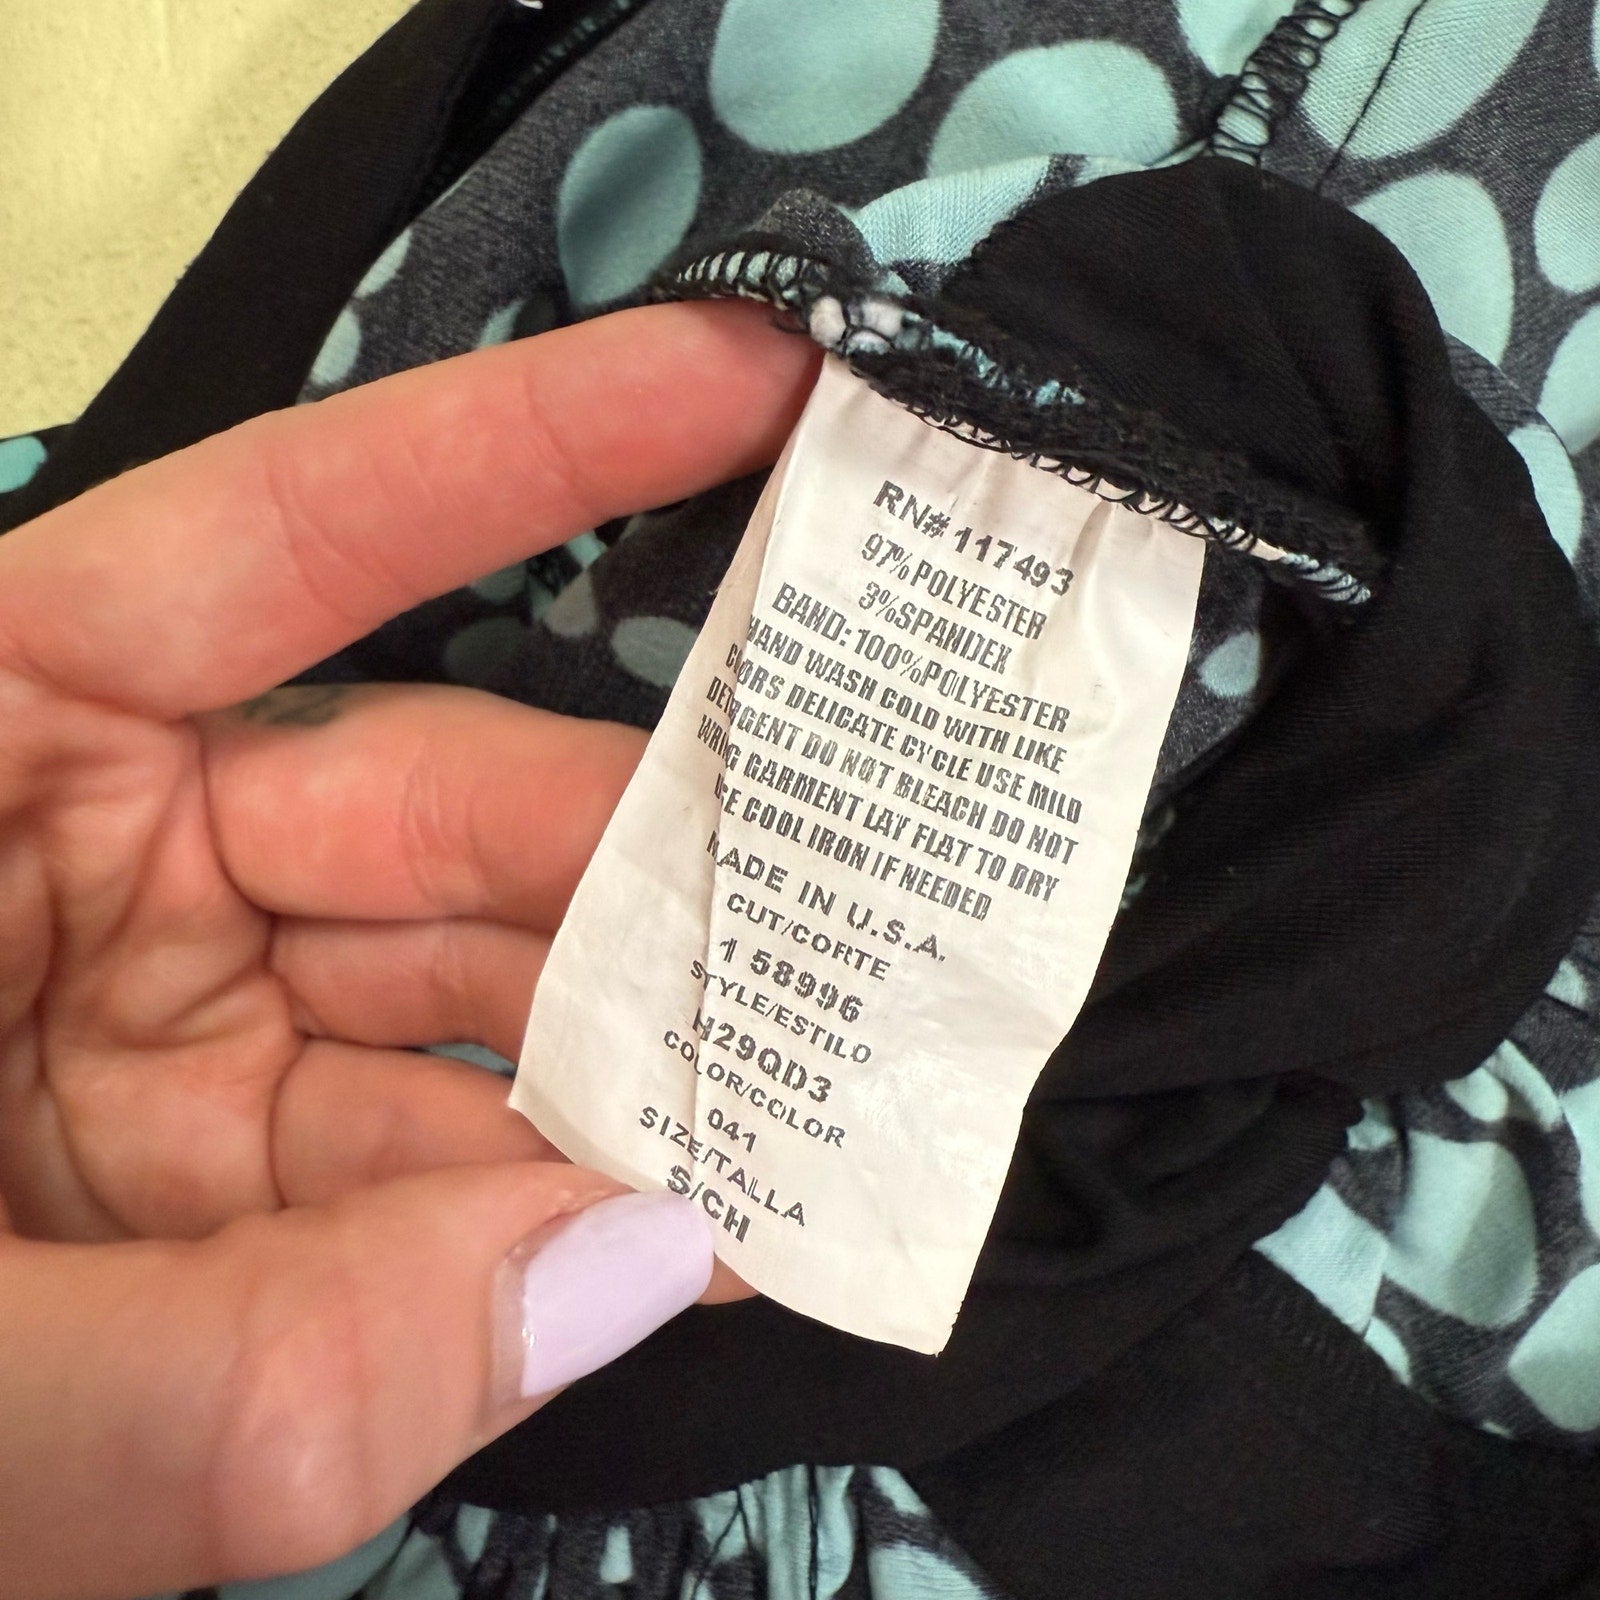 RN# 117493
97% POLYESTER
3% SPANDEX
BAND: 100% POLYESTER
HAND WASH COLD WITH LIKE
COLORS DELICATE CYCLE USE MILD
DETERGENT DO NOT BLEACH DO NOT
WRING GARMENT LAY FLAT TO DRY
USE COOL IRON IF NEEDED
MADE IN U.S.A.
CUT/CORTE
1 58996
STYLE/ESTILO
H29QD3
COLOR/COLOR
041
SIZE/TALLA
S/CH